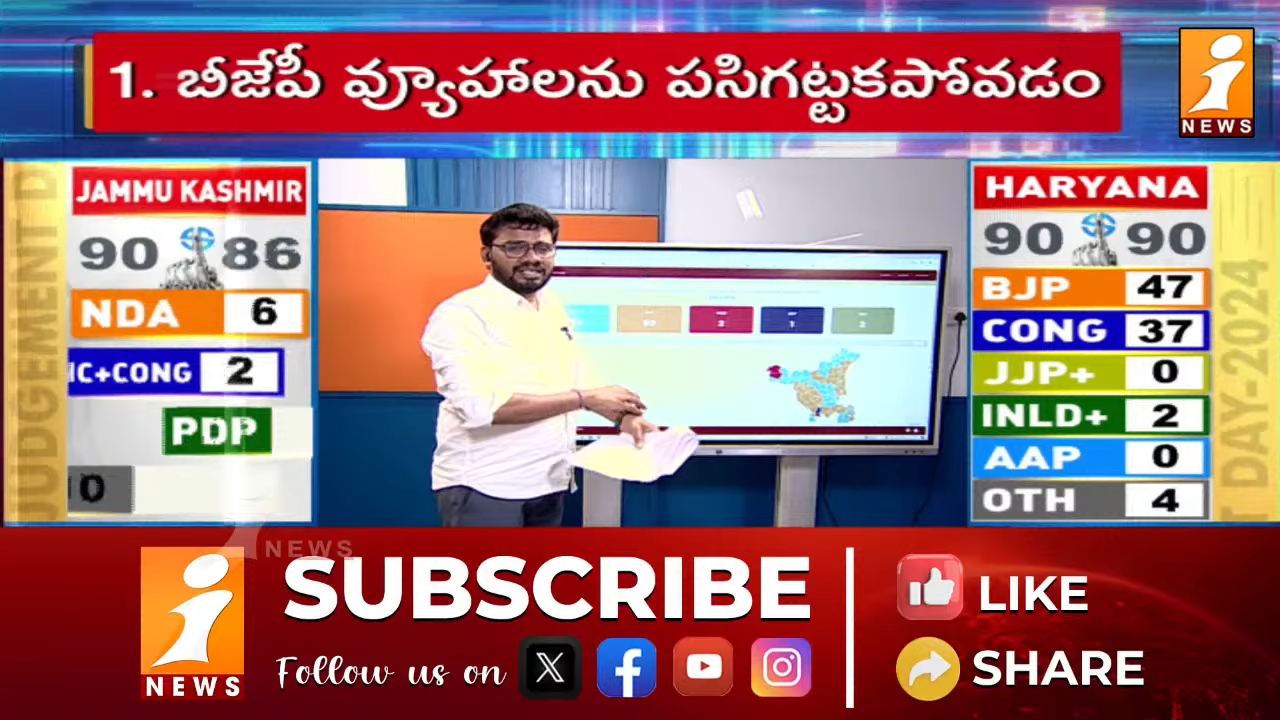 1. బీజేపీ వ్యూహాలను పసిగట్టకపోవడం
i NEWS
JUDGEMENT D
JAMMU KASHMIR
90 86
NDA 6
NC+CONG 2
PDP
0
HARYANA
90 90
BJP 47
CONG 37
JJP+ 0
INLD+ 2
AAP 0
OTH 4
T DAY-2024
NEWS
i NEWS
SUBSCRIBE
Follow us on
LIKE
SHARE